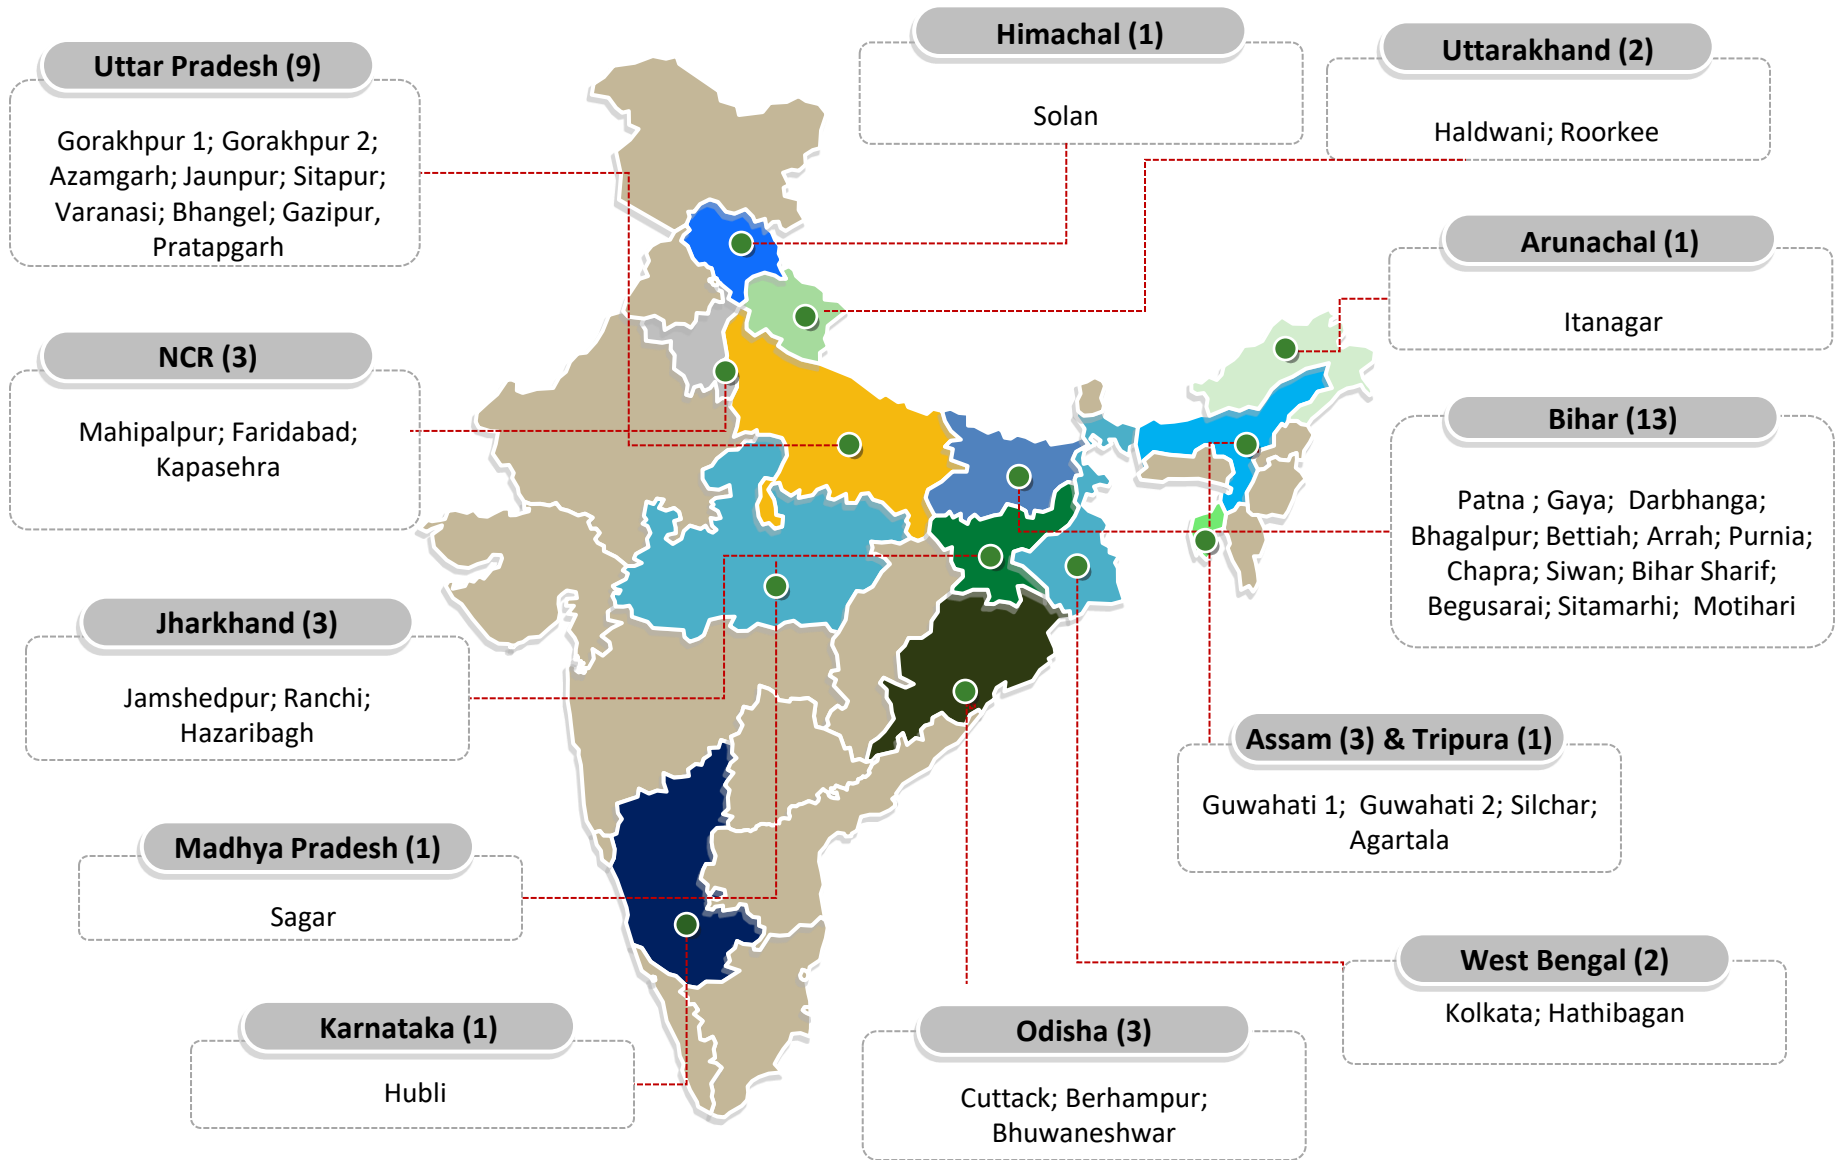 Uttar Pradesh (9)
Gorakhpur 1; Gorakhpur 2;
Azamgarh; Jaunpur; Sitapur;
Varanasi; Bhangel; Gazipur,
Pratapgarh
Himachal (1)
Solan
Uttarakhand (2)
Haldwani; Roorkee
Arunachal (1)
Itanagar
NCR (3)
Mahipalpur; Faridabad;
Kapasehra
Bihar (13)
Patna ; Gaya;  Darbhanga;
Bhagalpur; Bettiah; Arrah; Purnia;
Chapra; Siwan; Bihar Sharif;
Begusarai; Sitamarhi;  Motihari
Jharkhand (3)
Jamshedpur; Ranchi;
Hazaribagh
Assam (3) & Tripura (1)
Guwahati 1;  Guwahati 2; Silchar;
Agartala
Madhya Pradesh (1)
Sagar
West Bengal (2)
Kolkata; Hathibagan
Karnataka (1)
Hubli
Odisha (3)
Cuttack; Berhampur;
Bhuwaneshwar